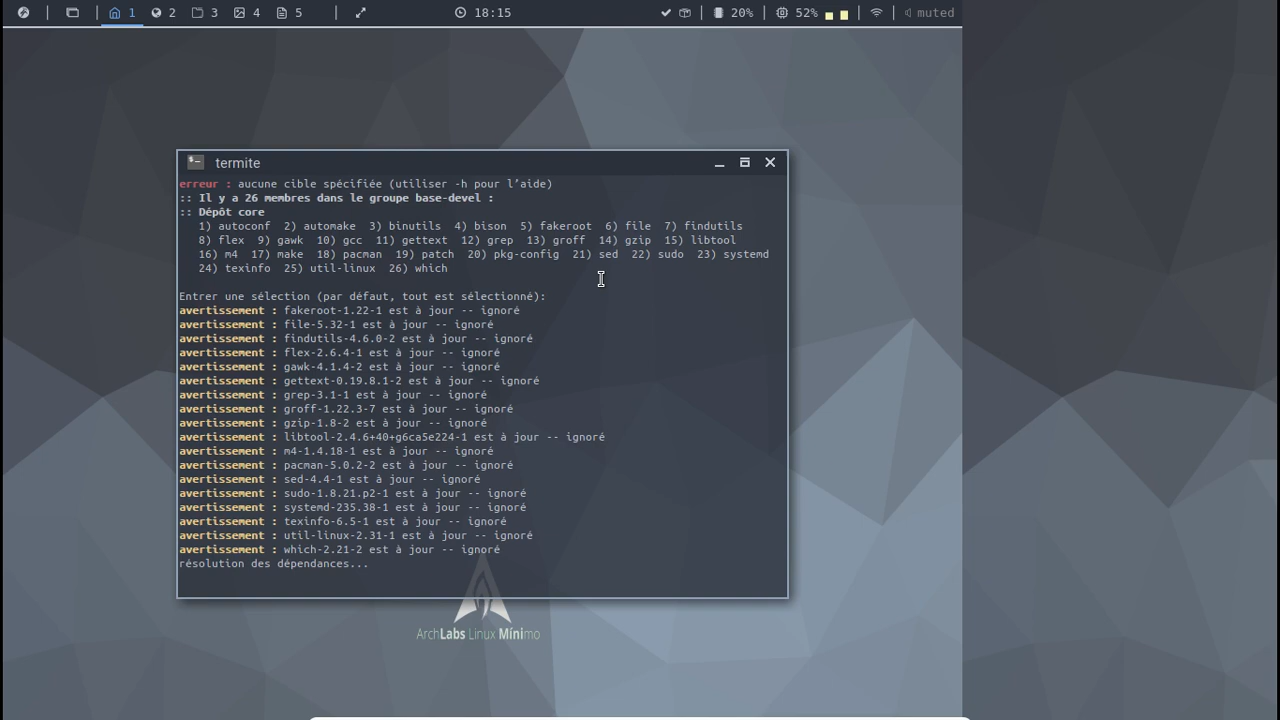 1 2 3 4 5 18:15 20% 52% muted
termite
erreur : aucune cible spécifiée (utiliser -h pour l’aide)
:: Il y a 26 membres dans le groupe base-devel :
:: Dépôt core
1) autoconf 2) automake 3) binutils 4) bison 5) fakeroot 6) file 7) findutils
8) flex 9) gawk 10) gcc 11) gettext 12) grep 13) groff 14) gzip 15) libtool
16) m4 17) make 18) pacman 19) patch 20) pkg-config 21) sed 22) sudo 23) systemd
24) texinfo 25) util-linux 26) which
Entrer une sélection (par défaut, tout est sélectionné):
avertissement : fakeroot-1.22-1 est à jour -- ignoré
avertissement : file-5.32-1 est à jour -- ignoré
avertissement : findutils-4.6.0-2 est à jour -- ignoré
avertissement : flex-2.6.4-1 est à jour -- ignoré
avertissement : gawk-4.1.4-2 est à jour -- ignoré
avertissement : gettext-0.19.8.1-2 est à jour -- ignoré
avertissement : grep-3.1-1 est à jour -- ignoré
avertissement : groff-1.22.3-7 est à jour -- ignoré
avertissement : gzip-1.8-2 est à jour -- ignoré
avertissement : libtool-2.4.6+40+g6ca5e224-1 est à jour -- ignoré
avertissement : m4-1.4.18-1 est à jour -- ignoré
avertissement : pacman-5.0.2-2 est à jour -- ignoré
avertissement : sed-4.4-1 est à jour -- ignoré
avertissement : sudo-1.8.21.p2-1 est à jour -- ignoré
avertissement : systemd-235.38-1 est à jour -- ignoré
avertissement : texinfo-6.5-1 est à jour -- ignoré
avertissement : util-linux-2.31-1 est à jour -- ignoré
avertissement : which-2.21-2 est à jour -- ignoré
résolution des dépendances...
ArchLabs Linux Mínimo